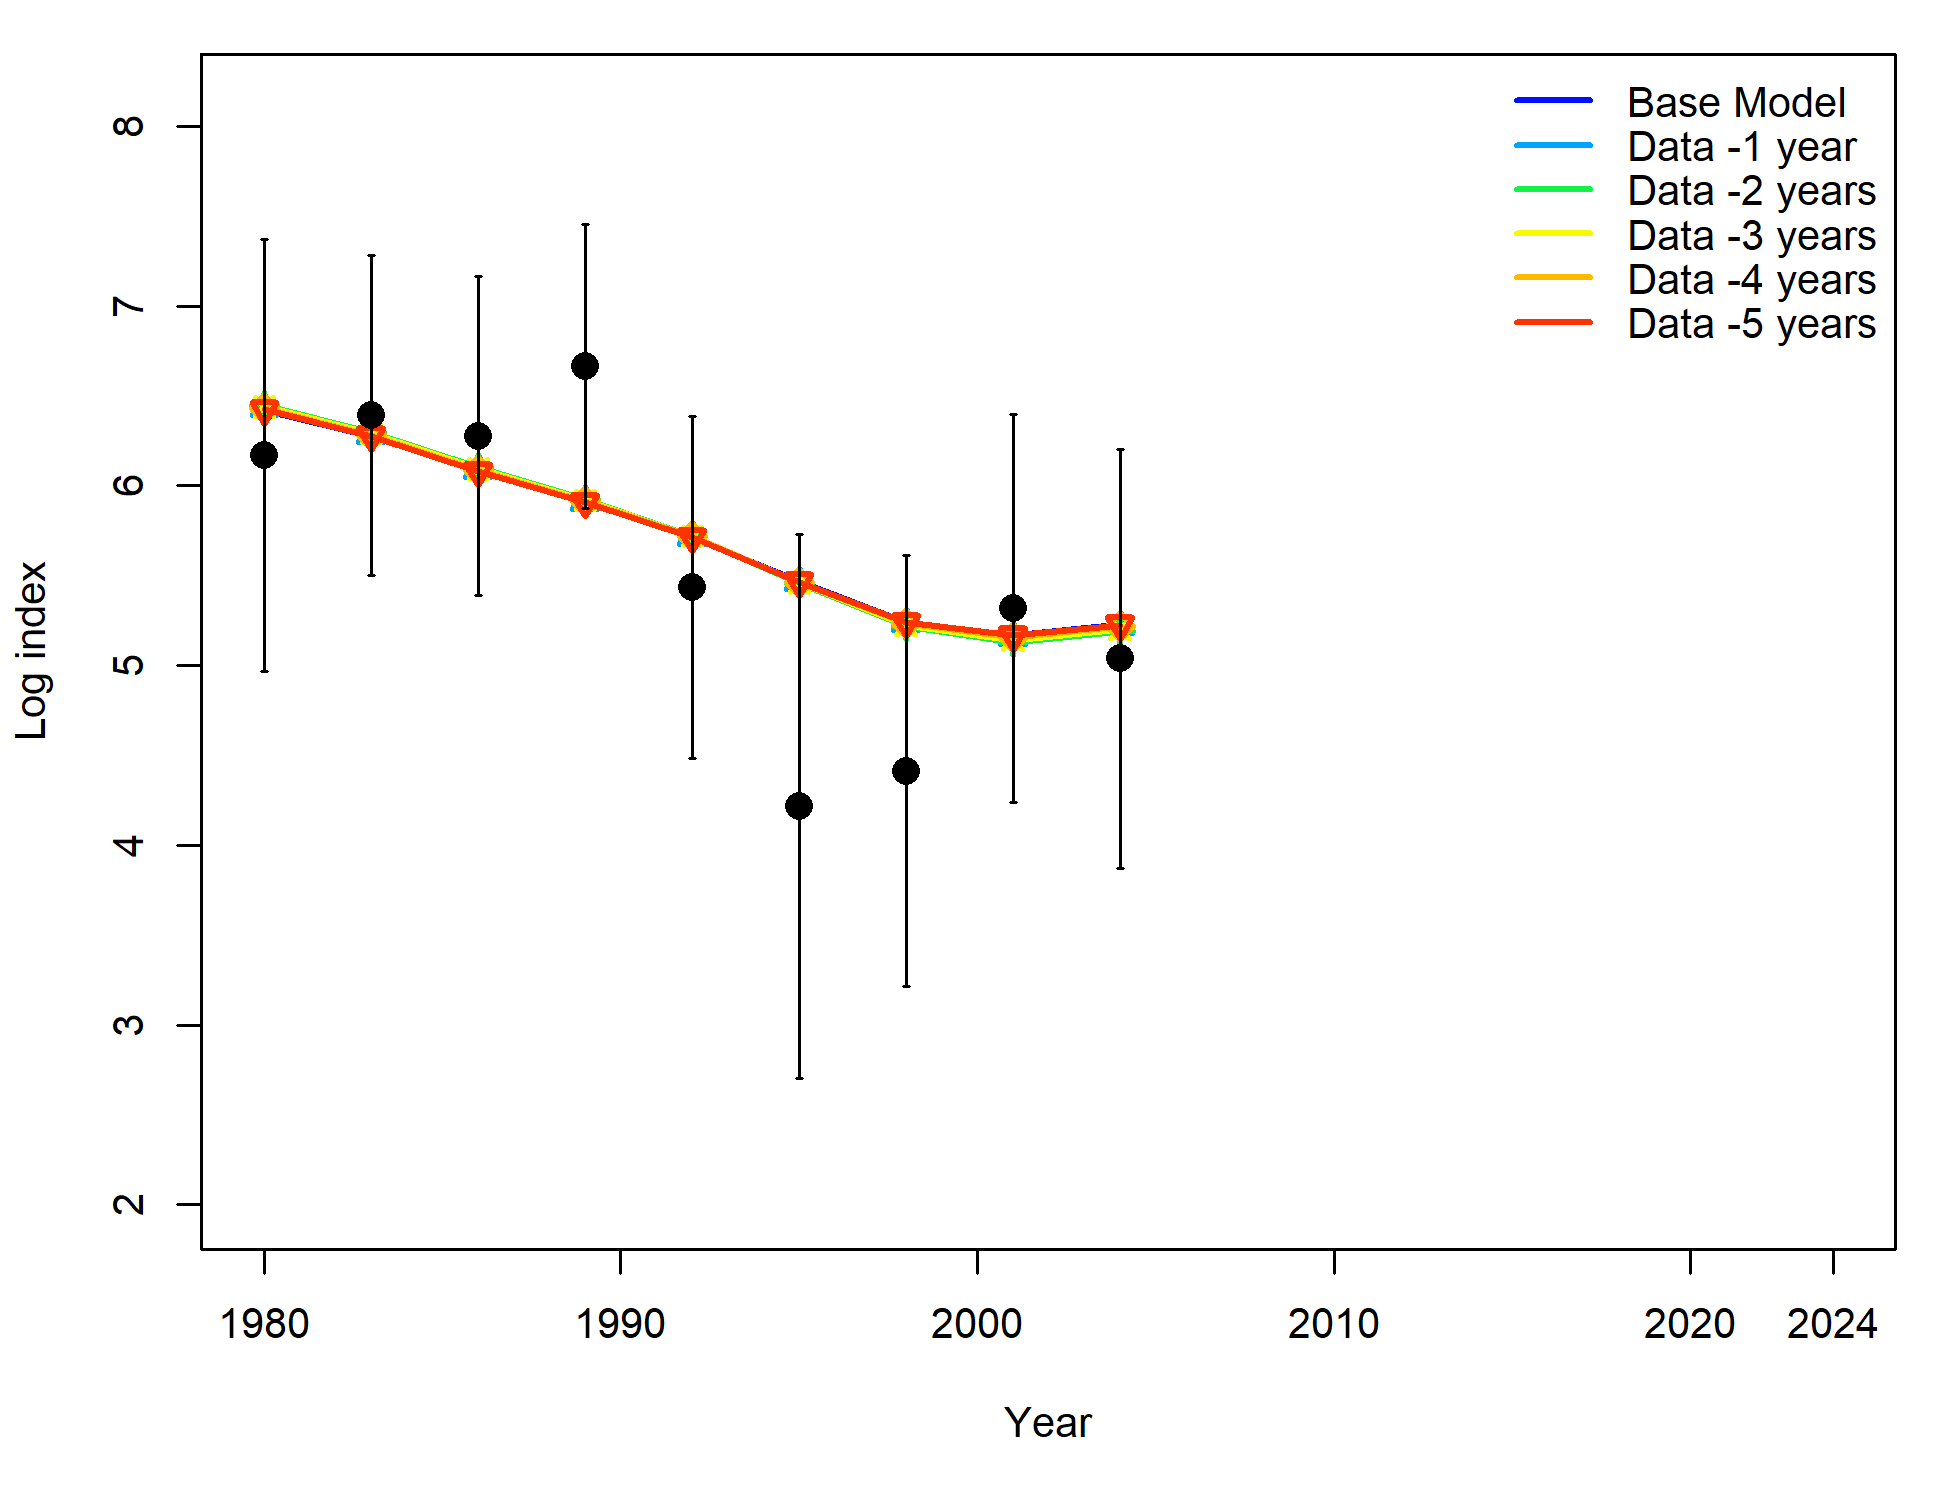 Base Model
Data -1 year
Data -2 years
Data -3 years
Data -4 years
Data -5 years
8
7
6
5
4
3
2
Log index
1980 1990 2000 2010 2020 2024
Year